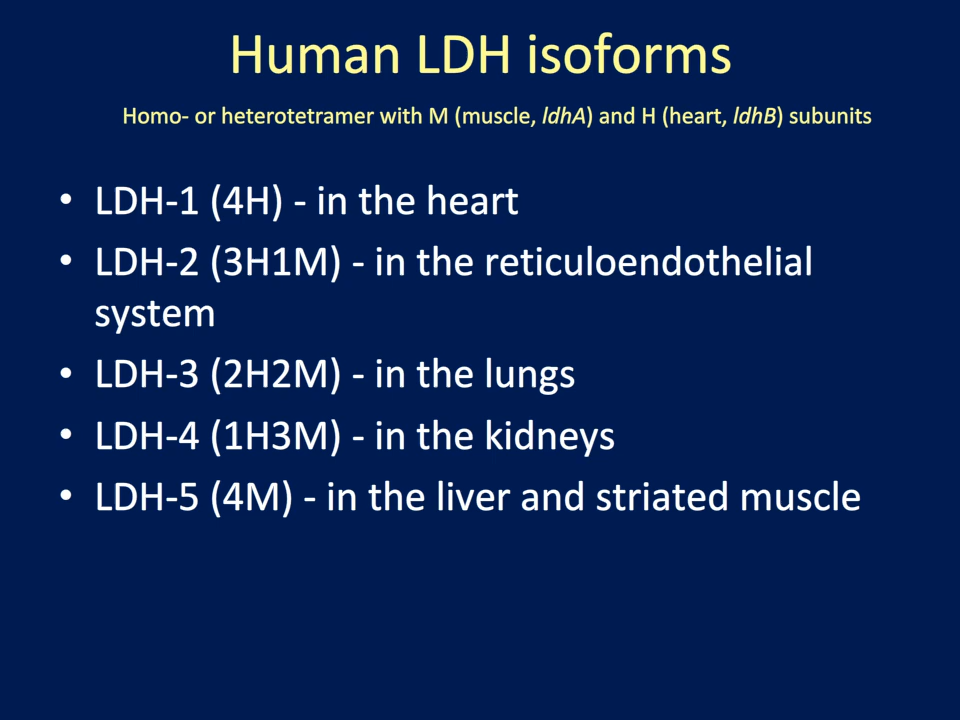 Human LDH isoforms
Homo- or heterotetramer with M (muscle, ldhA) and H (heart, ldhB) subunits
• LDH-1 (4H) - in the heart
• LDH-2 (3H1M) - in the reticuloendothelial
system
• LDH-3 (2H2M) - in the lungs
• LDH-4 (1H3M) - in the kidneys
• LDH-5 (4M) - in the liver and striated muscle